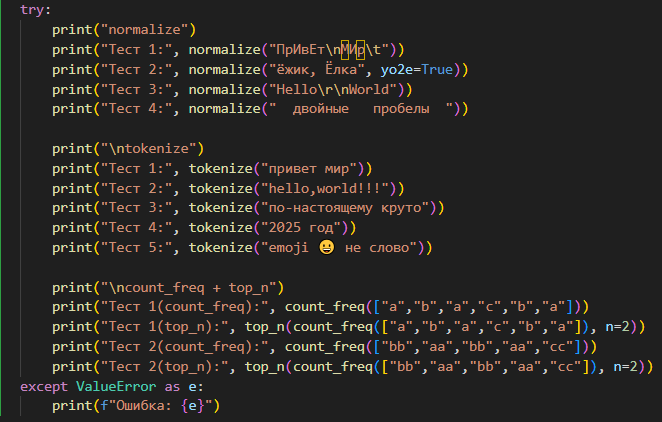 try:
    print("normalize")
    print("Тест 1:", normalize("ПрИвЕт\nМИр\t"))
    print("Тест 2:", normalize("ёжик, Ёлка", yo2e=True))
    print("Тест 3:", normalize("Hello\r\nWorld"))
    print("Тест 4:", normalize("  двойные   пробелы  "))

    print("\ntokenize")
    print("Тест 1:", tokenize("привет мир"))
    print("Тест 2:", tokenize("hello,world!!!"))
    print("Тест 3:", tokenize("по-настоящему круто"))
    print("Тест 4:", tokenize("2025 год"))
    print("Тест 5:", tokenize("emoji 😀 не слово"))

    print("\ncount_freq + top_n")
    print("Тест 1(count_freq):", count_freq(["a","b","a","c","b","a"]))
    print("Тест 1(top_n):", top_n(count_freq(["a","b","a","c","b","a"]), n=2))
    print("Тест 2(count_freq):", count_freq(["bb","aa","bb","aa","cc"]))
    print("Тест 2(top_n):", top_n(count_freq(["bb","aa","bb","aa","cc"]), n=2))
except ValueError as e:
    print(f"Ошибка: {e}")